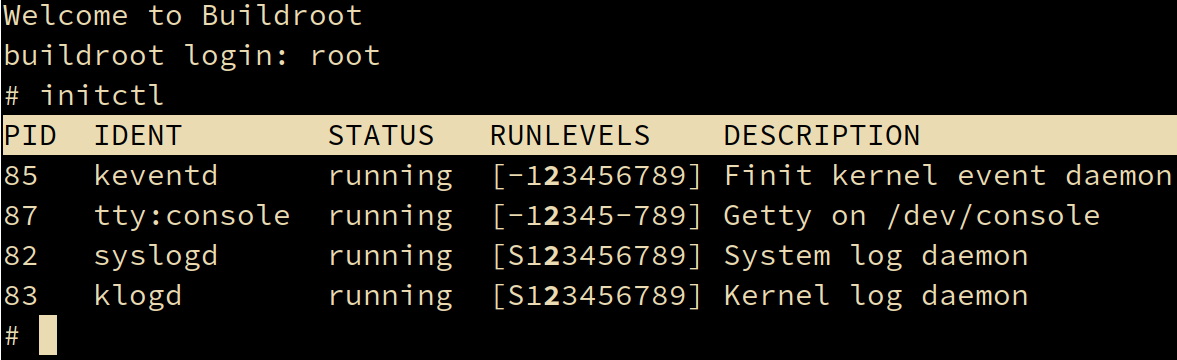 Welcome to Buildroot
buildroot login: root
# initctl
PID  IDENT        STATUS   RUNLEVELS    DESCRIPTION
85   keventd      running  [-123456789] Finit kernel event daemon
87   tty:console  running  [-12345-789] Getty on /dev/console
82   syslogd      running  [S123456789] System log daemon
83   klogd        running  [S123456789] Kernel log daemon
#